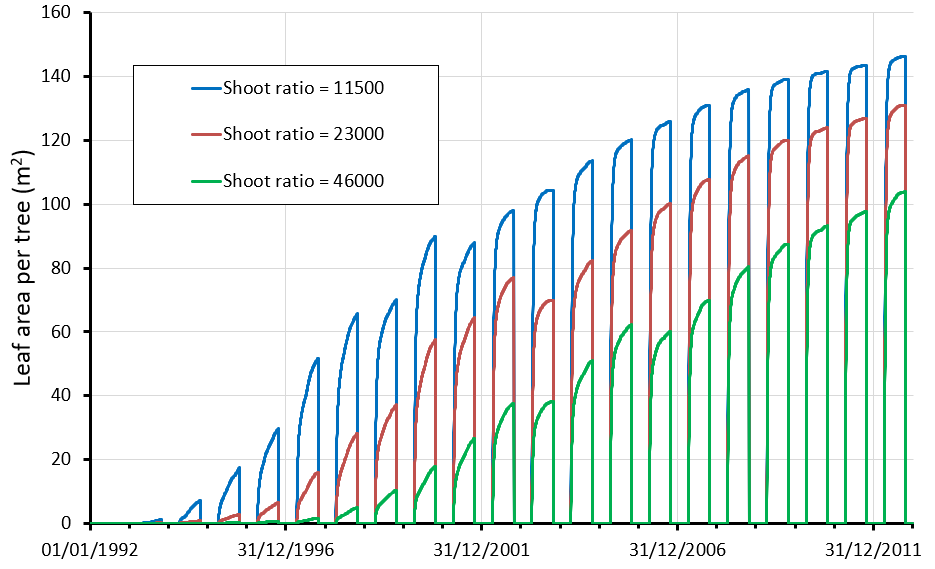 160
140
120
100
80
60
40
20
0
Leaf area per tree (m²)
Shoot ratio = 11500
Shoot ratio = 23000
Shoot ratio = 46000
01/01/1992 31/12/1996 31/12/2001 31/12/2006 31/12/2011